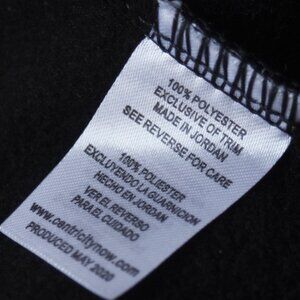 100% POLYESTER
EXCLUSIVE OF TRIM
MADE IN JORDAN
SEE REVERSE FOR CARE
100% POLIESTER
EXCLUYENDO LA GUARNICION
HECHO EN JORDAN
VER EL REVERSO
PARA EL CUIDADO
www.centricitynow.com
PRODUCED MAY 2020